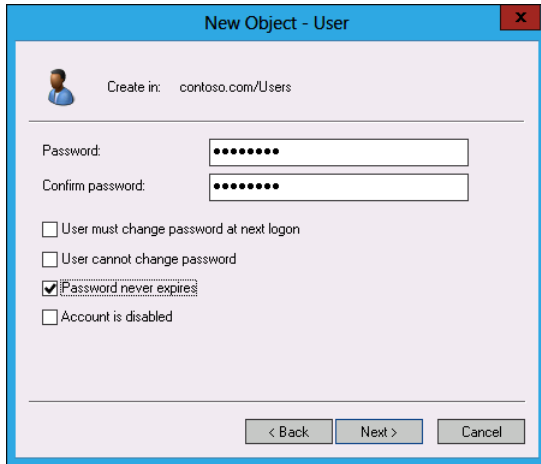 New Object - User
x
Create in: contoso.com/Users
Password: ●●●●●●●●
Confirm password: ●●●●●●●●
User must change password at next logon
User cannot change password
Password never expires
Account is disabled
< Back Next > Cancel